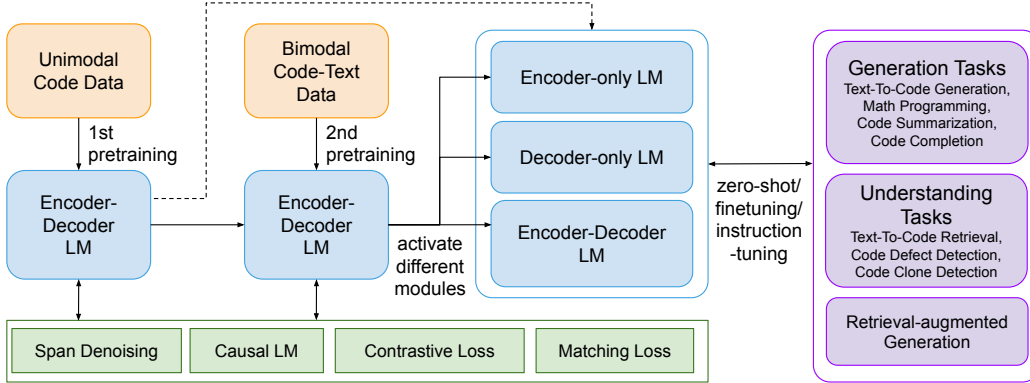 Unimodal
Code Data
Bimodal
Code-Text
Data
1st
pretraining
2nd
pretraining
Encoder-
Decoder
LM
Encoder-
Decoder
LM
activate
different
modules
Encoder-only LM
Decoder-only LM
Encoder-Decoder
LM
zero-shot/
finetuning/
instruction
-tuning
Generation Tasks
Text-To-Code Generation,
Math Programming,
Code Summarization,
Code Completion
Understanding
Tasks
Text-To-Code Retrieval,
Code Defect Detection,
Code Clone Detection
Retrieval-augmented
Generation
Span Denoising
Causal LM
Contrastive Loss
Matching Loss